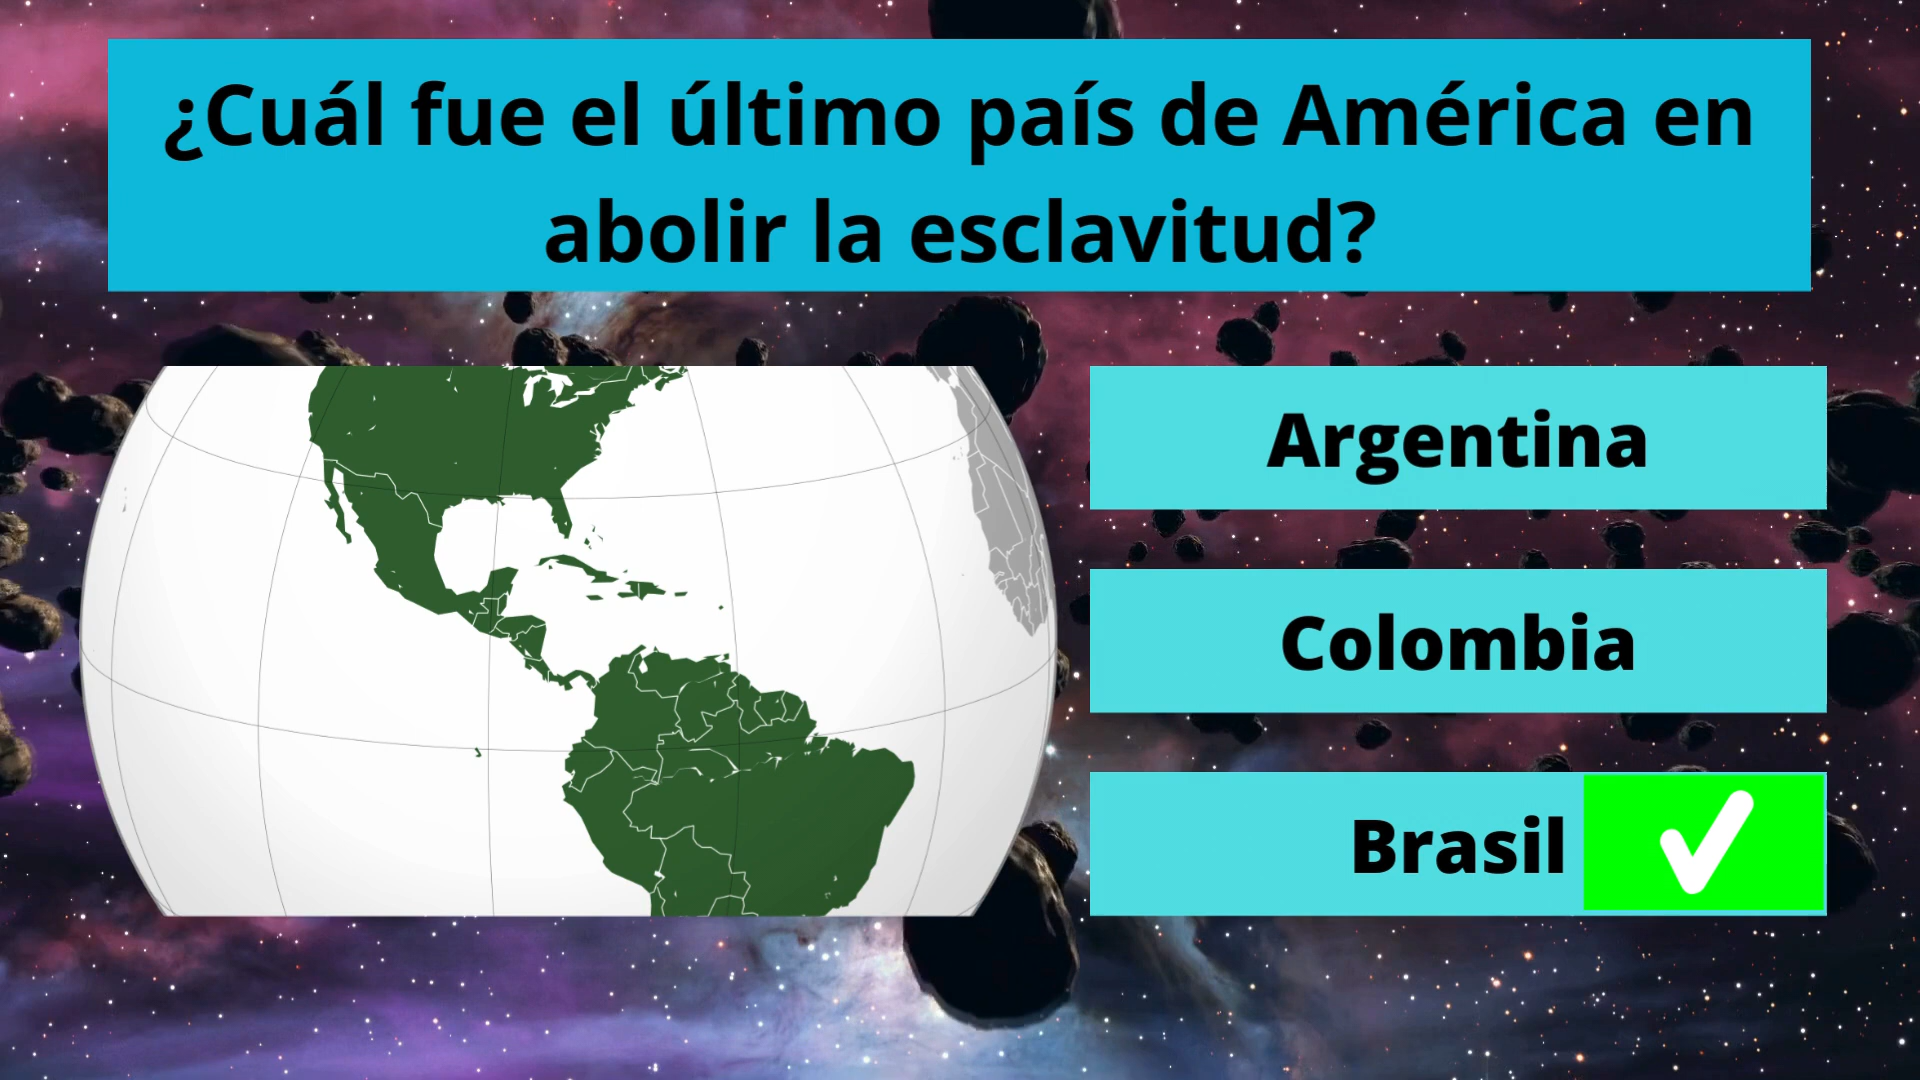 ¿Cuál fue el último país de América en
abolir la esclavitud?
Argentina
Colombia
Brasil